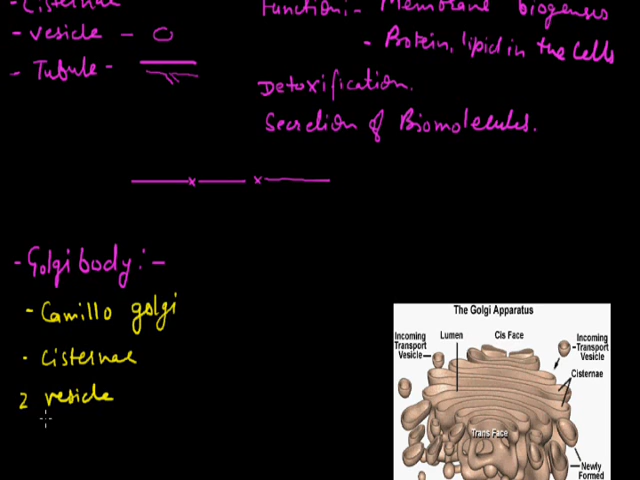 - Cisternae
- vesicle -
- Tubule -
Function:- Membrane biogensis
- Protein, lipid in the Cells
Detoxification.
Secretion of Biomolecules.
- Golgi body :-
- Camillo golgi
- Cisternae
2 vesicle
The Golgi Apparatus
Incoming
Transport
Vesicle
Lumen
Cis Face
Incoming
Transport
Vesicle
Cisternae
Trans Face
Newly
Formed